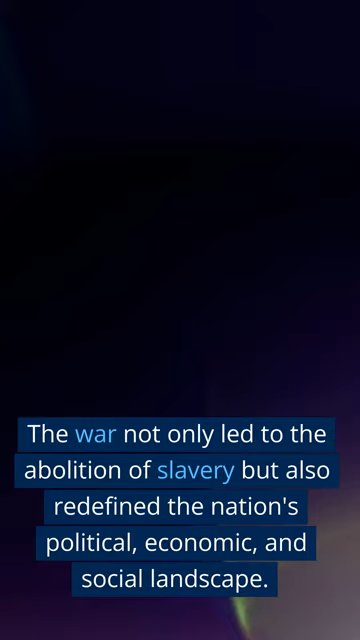 The war not only led to the
abolition of slavery but also
redefined the nation's
political, economic, and
social landscape.